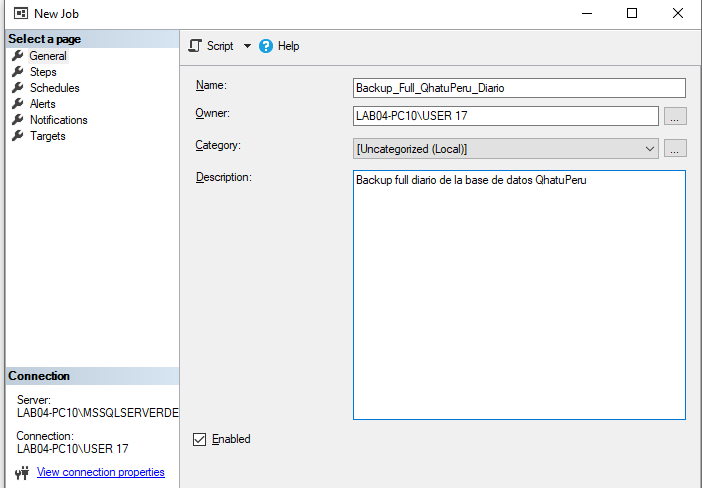 New Job
Select a page
General
Steps
Schedules
Alerts
Notifications
Targets
Script
Help
Name:
Backup_Full_QhatuPeru_Diario
Owner:
LAB04-PC10\USER 17
...
Category:
[Uncategorized (Local)]
...
Description:
Backup full diario de la base de datos QhatuPeru
Enabled
Connection
Server:
LAB04-PC10\MSSQLSERVERDE
Connection:
LAB04-PC10\USER 17
View connection properties